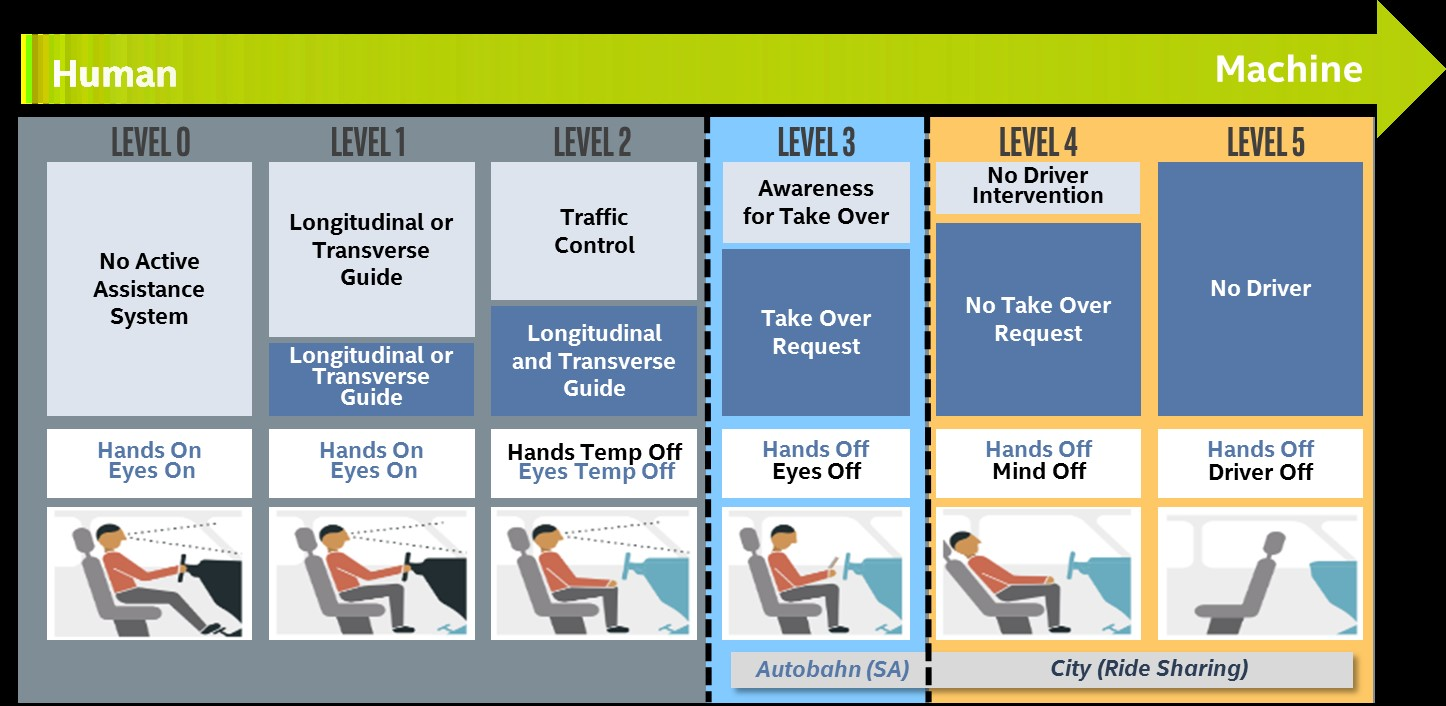 Human
Machine
LEVEL 0
LEVEL 1
LEVEL 2
LEVEL 3
LEVEL 4
LEVEL 5
No Active
Assistance
System
Longitudinal or
Transverse
Guide
Longitudinal or
Transverse
Guide
Traffic
Control
Longitudinal
and Transverse
Guide
Awareness
for Take Over
Take Over
Request
No Driver
Intervention
No Take Over
Request
No Driver
Hands On
Eyes On
Hands On
Eyes On
Hands Temp Off
Eyes Temp Off
Hands Off
Eyes Off
Hands Off
Mind Off
Hands Off
Driver Off
Autobahn (SA)
City (Ride Sharing)